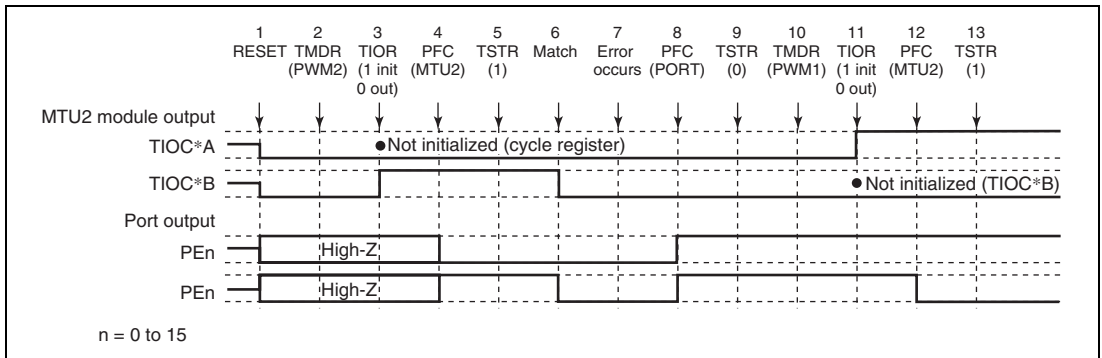 1 2 3 4 5 6 7 8 9 10 11 12 13
RESET TMDR TIOR PFC TSTR Match Error PFC TSTR TMDR TIOR PFC TSTR
(PWM2) (1 init (MTU2) (1) occurs (PORT) (0) (PWM1) (1 init (MTU2) (1)
0 out) 0 out)
MTU2 module output
TIOC*A ●Not initialized (cycle register)
TIOC*B ● Not initialized (TIOC*B)
Port output
PEn High-Z
PEn High-Z
n = 0 to 15